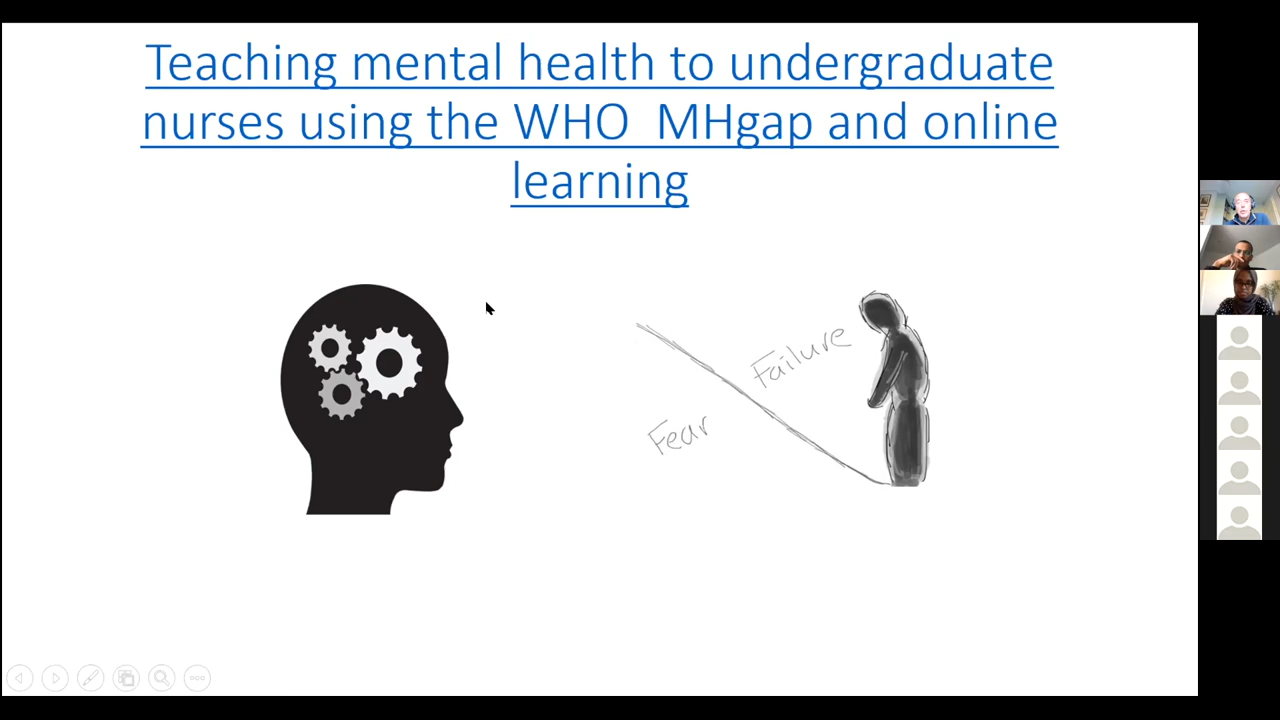 Teaching mental health to undergraduate
nurses using the WHO  MHgap and online
learning
Failure
Fear